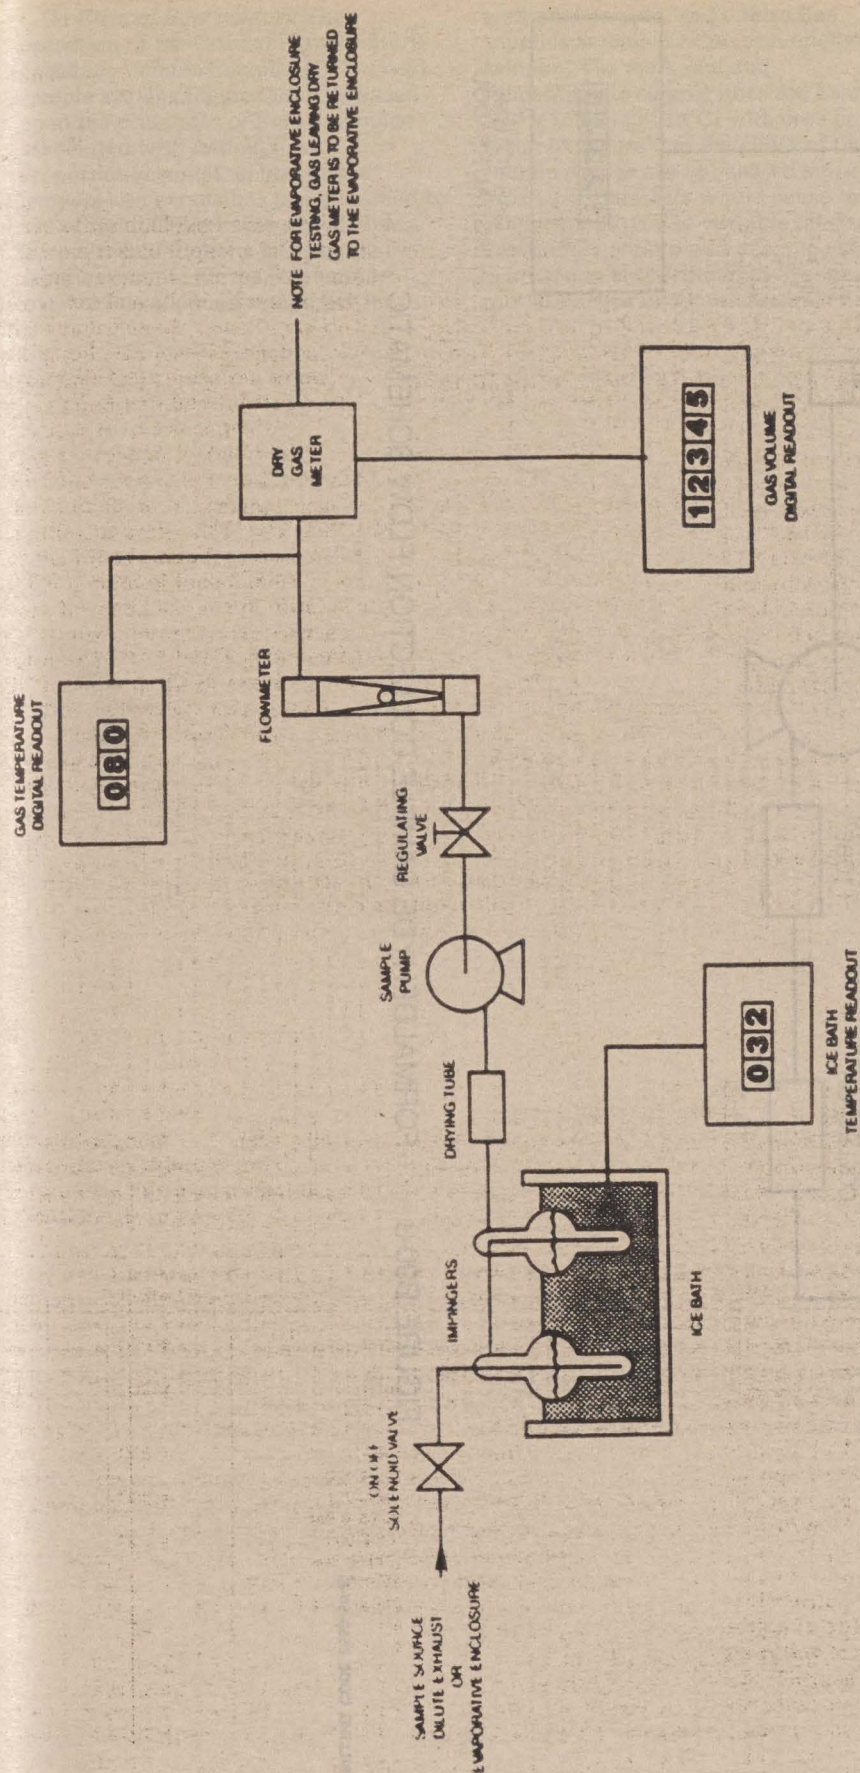 GAS TEMPERATURE
DIGITAL READOUT
080
FLOWMETER
DRY
GAS
METER
NOTE FOR EVAPORATIVE ENCLOSURE
TESTING, GAS LEAVING DRY
GAS METER IS TO BE RETURNED
TO THE EVAPORATIVE ENCLOSURE
12345
GAS VOLUME
DIGITAL READOUT
REGULATING
VALVE
SAMPLE
PUMP
DRYING TUBE
IMPINGERS
ON OFF
SOLENOID VALVE
SAMPLE SOURCE
DILUTE EXHAUST
OR
EVAPORATIVE ENCLOSURE
ICE BATH
032
ICE BATH
TEMPERATURE READOUT